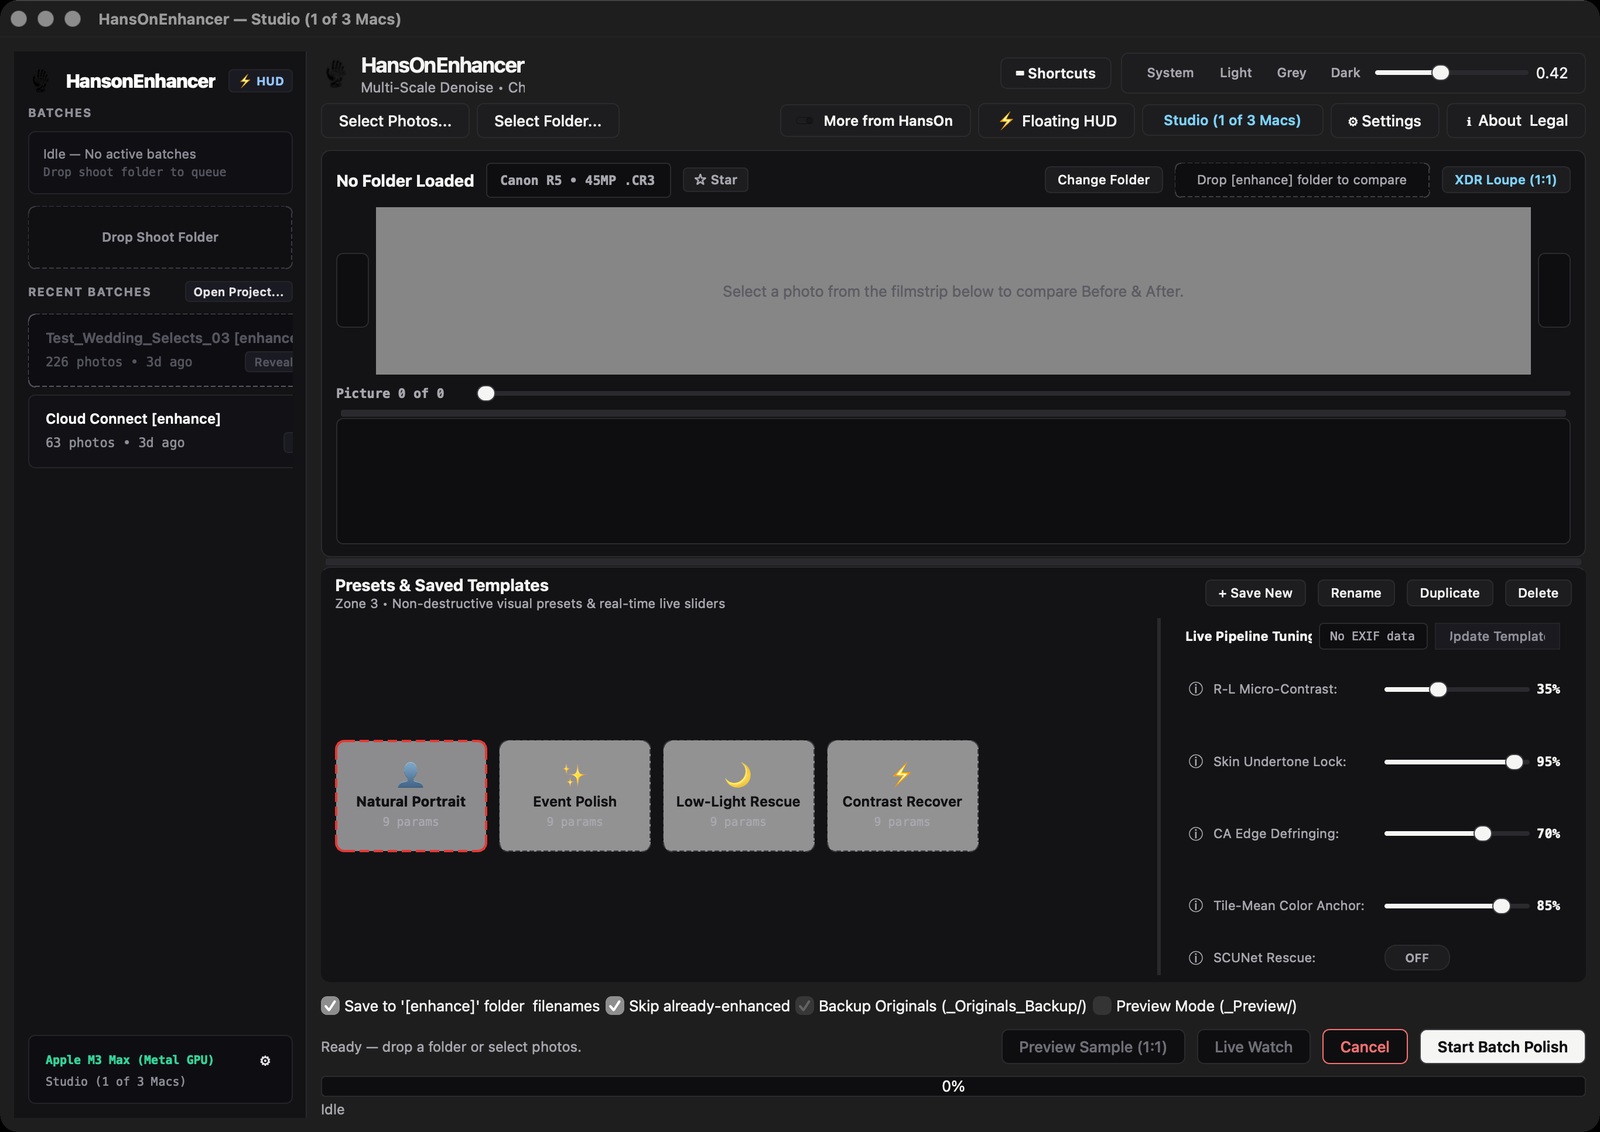 HansOnEnhancer — Studio (1 of 3 Macs)
HansonEnhancer
⚡ HUD
BATCHES
Idle — No active batches
Drop shoot folder to queue
Drop Shoot Folder
RECENT BATCHES
Open Project...
Test_Wedding_Selects_03 [enhanc
226 photos • 3d ago
Reveal
Cloud Connect [enhance]
63 photos • 3d ago
Apple M3 Max (Metal GPU)
Studio (1 of 3 Macs)
HansOnEnhancer
Multi-Scale Denoise • Ch
Shortcuts
System Light Grey Dark 0.42
Select Photos...
Select Folder...
More from HansOn
⚡ Floating HUD
Studio (1 of 3 Macs)
⚙ Settings
ℹ About Legal
No Folder Loaded
Canon R5 • 45MP .CR3
☆ Star
Change Folder
Drop [enhance] folder to compare
XDR Loupe (1:1)
Select a photo from the filmstrip below to compare Before & After.
Picture 0 of 0
Presets & Saved Templates
Zone 3 • Non-destructive visual presets & real-time live sliders
+ Save New
Rename
Duplicate
Delete
Natural Portrait
9 params
Event Polish
9 params
Low-Light Rescue
9 params
Contrast Recover
9 params
Live Pipeline Tuning
No EXIF data
Update Templat
ⓘ R-L Micro-Contrast: 35%
ⓘ Skin Undertone Lock: 95%
ⓘ CA Edge Defringing: 70%
ⓘ Tile-Mean Color Anchor: 85%
ⓘ SCUNet Rescue: OFF
Save to '[enhance]' folder filenames
Skip already-enhanced
Backup Originals (_Originals_Backup/)
Preview Mode (_Preview/)
Ready — drop a folder or select photos.
Preview Sample (1:1)
Live Watch
Cancel
Start Batch Polish
0%
Idle